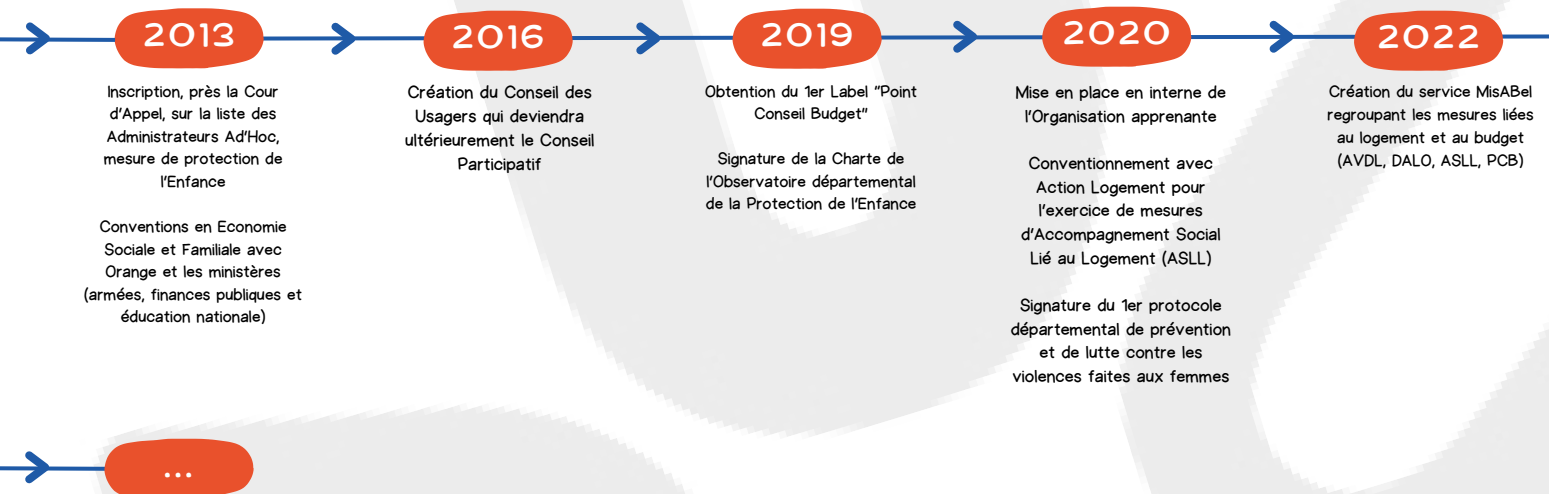 2013
Inscription, près la Cour
d'Appel, sur la liste des
Administrateurs Ad'Hoc,
mesure de protection de
l'Enfance
Conventions en Economie
Sociale et Familiale avec
Orange et les ministères
(armées, finances publiques et
éducation nationale)
2016
Création du Conseil des
Usagers qui deviendra
ultérieurement le Conseil
Participatif
2019
Obtention du 1er Label "Point
Conseil Budget"
Signature de la Charte de
l'Observatoire départemental
de la Protection de l'Enfance
2020
Mise en place en interne de
l'Organisation apprenante
Conventionnement avec
Action Logement pour
l'exercice de mesures
d'Accompagnement Social
Lié au Logement (ASLL)
Signature du 1er protocole
départemental de prévention
et de lutte contre les
violences faites aux femmes
2022
Création du service MisABel
regroupant les mesures liées
au logement et au budget
(AVDL, DALO, ASLL, PCB)
...